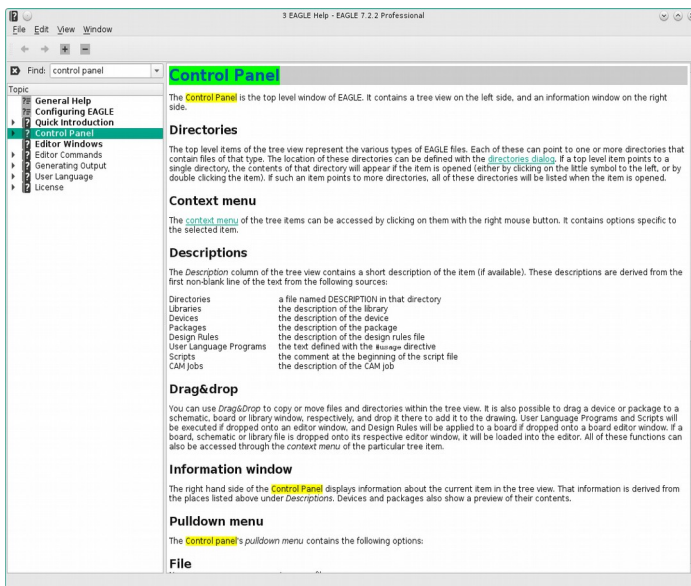 3 EAGLE Help - EAGLE 7.2.2 Professional
File Edit View Window
Find: control panel
Topic
General Help
Configuring EAGLE
Quick Introduction
Control Panel
Editor Windows
Editor Commands
Generating Output
User Language
License
Control Panel
The Control Panel is the top level window of EAGLE. It contains a tree view on the left side, and an information window on the right
side.
Directories
The top level items of the tree view represent the various types of EAGLE files. Each of these can point to one or more directories that
contain files of that type. The location of these directories can be defined with the directories dialog. If a top level item points to a
single directory, the contents of that directory will appear if the item is opened (either by clicking on the little symbol to the left, or by
double clicking the item). If such an item points to more directories, all of these directories will be listed when the item is opened.
Context menu
The context menu of the tree items can be accessed by clicking on them with the right mouse button. It contains options specific to
the selected item.
Descriptions
The Description column of the tree view contains a short description of the item (if available). These descriptions are derived from the
first non-blank line of the text from the following sources:
Directories a file named DESCRIPTION in that directory
Libraries the description of the library
Devices the description of the device
Packages the description of the package
Design Rules the description of the design rules file
User Language Programs the text defined with the #usage directive
Scripts the comment at the beginning of the script file
CAM Jobs the description of the CAM job
Drag&drop
You can use Drag&Drop to copy or move files and directories within the tree view. It is also possible to drag a device or package to a
schematic, board or library window, respectively, and drop it there to add it to the drawing. User Language Programs and Scripts will
be executed if dropped onto an editor window, and Design Rules will be applied to a board if dropped onto a board editor window. If a
board, schematic or library file is dropped onto its respective editor window, it will be loaded into the editor. All of these functions can
also be accessed through the context menu of the particular tree item.
Information window
The right hand side of the Control Panel displays information about the current item in the tree view. That information is derived from
the places listed above under Descriptions. Devices and packages also show a preview of their contents.
Pulldown menu
The Control panel's pulldown menu contains the following options:
File